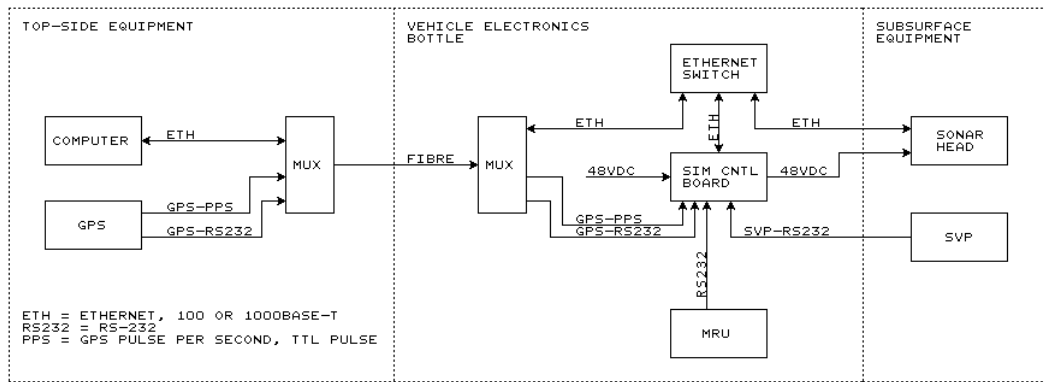 TOP-SIDE EQUIPMENT
VEHICLE ELECTRONICS
BOTTLE
SUBSURFACE
EQUIPMENT
ETHERNET
SWITCH
COMPUTER
ETH
MUX
FIBRE
MUX
ETH
ETH
ETH
SONAR
HEAD
48VDC
SIM CNTL
BOARD
48VDC
GPS
GPS-PPS
GPS-RS232
GPS-PPS
GPS-RS232
SVP-RS232
SVP
RS232
MRU
ETH = ETHERNET, 100 OR 1000BASE-T
RS232 = RS-232
PPS = GPS PULSE PER SECOND, TTL PULSE